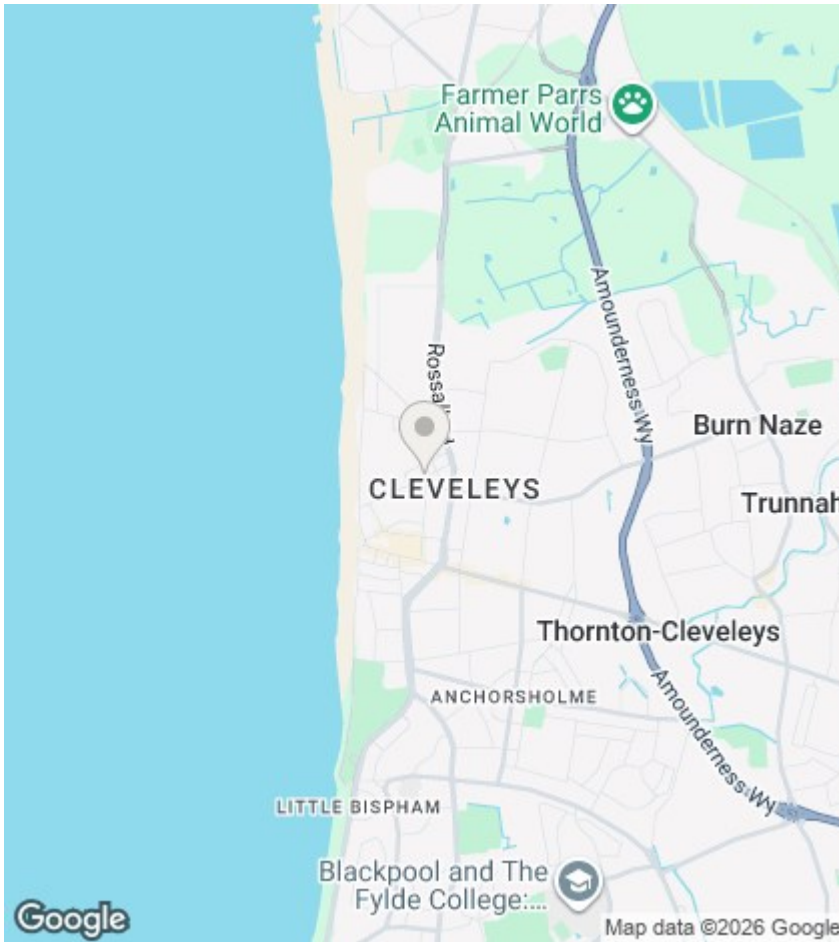 Farmer Parrs
Animal World
Amounderness Wy
Burn Naze
CLEVELEYS
Trunnah
Thornton-Cleveleys
ANCHORSHOLME
Amounderness Wy
LITTLE BISPHAM
Blackpool and The
Fylde College:...
Google
Map data ©2026 Google